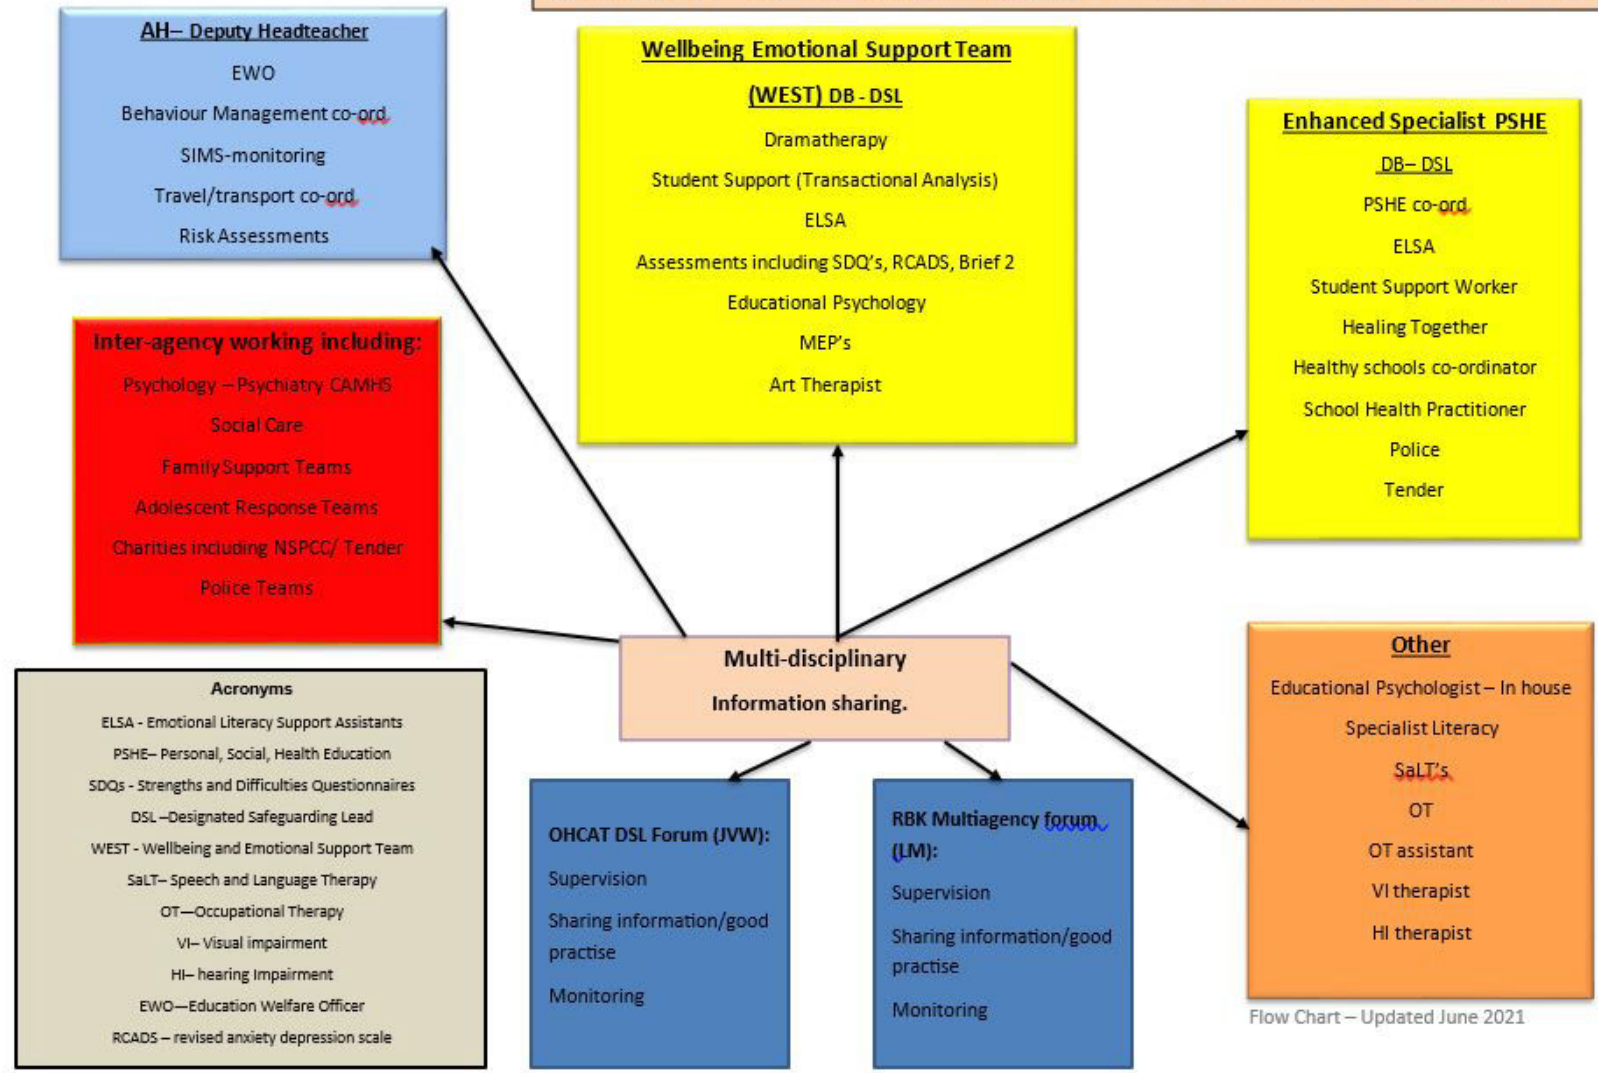 AH– Deputy Headteacher
EWO
Behaviour Management co-ord
SIMS-monitoring
Travel/transport co-ord
Risk Assessments
Wellbeing Emotional Support Team
(WEST) DB - DSL
Dramatherapy
Student Support (Transactional Analysis)
ELSA
Assessments including SDQ's, RCADS, Brief 2
Educational Psychology
MEP's
Art Therapist
Enhanced Specialist PSHE
DB– DSL
PSHE co-ord
ELSA
Student Support Worker
Healing Together
Healthy schools co-ordinator
School Health Practitioner
Police
Tender
Inter-agency working including:
Psychology – Psychiatry CAMHS
Social Care
Family Support Teams
Adolescent Response Teams
Charities including NSPCC/ Tender
Police Teams
Multi-disciplinary
Information sharing.
Other
Educational Psychologist – In house
Specialist Literacy
SaLT's
OT
OT assistant
VI therapist
HI therapist
Acronyms
ELSA - Emotional Literacy Support Assistants
PSHE– Personal, Social, Health Education
SDQs - Strengths and Difficulties Questionnaires
DSL –Designated Safeguarding Lead
WEST - Wellbeing and Emotional Support Team
SaLT– Speech and Language Therapy
OT—Occupational Therapy
VI– Visual impairment
HI– hearing Impairment
EWO—Education Welfare Officer
RCADS – revised anxiety depression scale
OHCAT DSL Forum (JVW):
Supervision
Sharing information/good
practise
Monitoring
RBK Multiagency forum
(LM):
Supervision
Sharing information/good
practise
Monitoring
Flow Chart – Updated June 2021